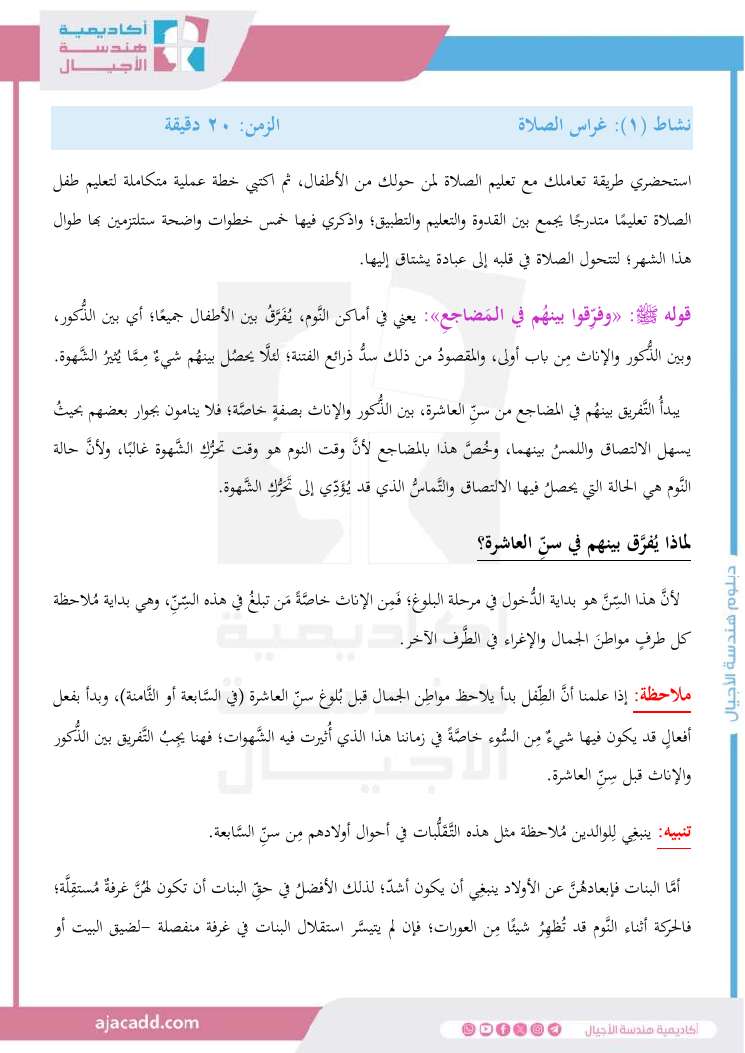 أكاديمية
هندسة
الأجيال
نشاط (١): غراس الصلاة الزمن: ٢٠ دقيقة
استحضري طريقة تعاملك مع تعليم الصلاة لمن حولك من الأطفال، ثم اكتبي خطة عملية متكاملة لتعليم طفل
الصلاة تعليمًا متدرجًا يجمع بين القدوة والتعليم والتطبيق؛ واذكري فيها خمس خطوات واضحة ستلتزمين بها طوال
هذا الشهر؛ لتتحول الصلاة في قلبه إلى عبادة يشتاق إليها.
قوله ﷺ: «وفرِّقوا بينهُم في المَضاجعِ»: يعني في أماكن النَّوم، يُفَرَّقُ بين الأطفال جميعًا؛ أي بين الذُّكور،
وبين الذُّكور والإناث مِن باب أولى، والمقصودُ من ذلك سدُّ ذرائع الفتنة؛ لئلَّا يحصُل بينهُم شيءٌ مِمَّا يُثيرُ الشَّهوة.
يبدأُ التَّفريق بينهُم في المضاجع من سنّ العاشرة، بين الذُّكور والإناث بصفةٍ خاصَّة؛ فلا ينامون بجوار بعضهم بحيثُ
يسهل الالتصاق واللمسُ بينهما، وخُصَّ هذا بالمضاجع لأنَّ وقت النوم هو وقت تحرُّكِ الشَّهوة غالبًا، ولأنَّ حالة
النَّوم هي الحالة التي يحصلُ فيها الالتصاق والتَّماسُّ الذي قد يُؤَدِّي إلى تَحَرُّكِ الشَّهوة.
لماذا يُفرَّق بينهم في سنّ العاشرة؟
لأنَّ هذا السِّنَّ هو بداية الدُّخول في مرحلة البلوغ؛ فَمِن الإناث خاصَّةً مَن تبلغُ في هذه السِّنّ، وهي بداية مُلاحظة
كل طرفٍ مواطنَ الجمال والإغراء في الطَّرف الآخر.
ملاحظة: إذا علمنا أنَّ الطِّفل بدأ يلاحظ مواطِن الجمال قبل بُلوغ سنّ العاشرة (في السَّابعة أو الثَّامنة)، وبدأ بفعل
أفعالٍ قد يكون فيها شيءٌ مِن السُّوء خاصَّةً في زماننا هذا الذي أُثيرت فيه الشَّهوات؛ فهنا يجِبُ التَّفريق بين الذُّكور
والإناث قبل سِنّ العاشرة.
تنبيه: ينبغِي لِلوالدين مُلاحظة مثل هذه التَّقَلُّبات في أحوال أولادهم مِن سنّ السَّابعة.
أمَّا البنات فإبعادهُنَّ عن الأولاد ينبغِي أن يكون أشدّ؛ لذلك الأفضلُ في حقّ البنات أن تكون لهُنَّ غرفةٌ مُستقِلَّة؛
فالحركة أثناء النَّوم قد تُظهِرُ شيئًا مِن العورات؛ فإن لم يتيسَّر استقلال البنات في غرفة منفصلة -لضيق البيت أو
دبلوم هندسة الأجيال
أكاديمية هندسة الأجيال
ajacadd.com